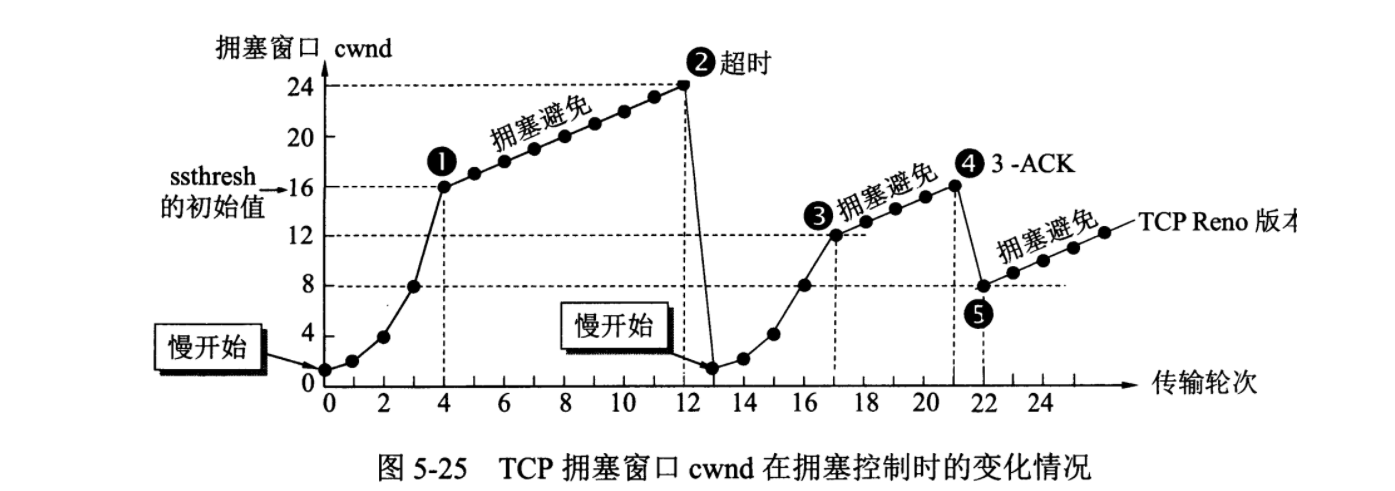 拥塞窗口 cwnd
24
20
ssthresh
的初始值
16
12
8
4
0
❶
拥塞避免
❷超时
❸
拥塞避免
❹ 3 -ACK
❺
拥塞避免
TCP Reno 版本
慢开始
慢开始
0 2 4 6 8 10 12 14 16 18 20 22 24
传输轮次
图 5-25 TCP 拥塞窗口 cwnd 在拥塞控制时的变化情况